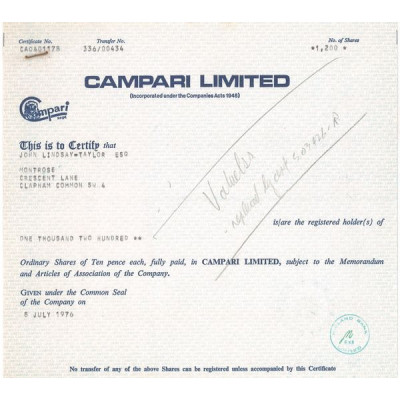 Certificate No. Transfer No. No. of Shares
CA0401178 336/00434 *1,200 *
CAMPARI LIMITED
(Incorporated under the Companies Acts 1948)
Campari
This is to Certify that
JOHN LINDSAY-TAYLOR ESQ
MONTROSE
CRESCENT LANE
CLAPHAM COMMON SW.4
is/are the registered holder(s) of
ONE THOUSAND TWO HUNDRED **
Ordinary Shares of Ten pence each, fully paid, in CAMPARI LIMITED, subject to the Memorandum
and Articles of Association of the Company.
GIVEN under the Common Seal
of the Company on
8 JULY 1976
No transfer of any of the above Shares can be registered unless accompanied by this Certificate